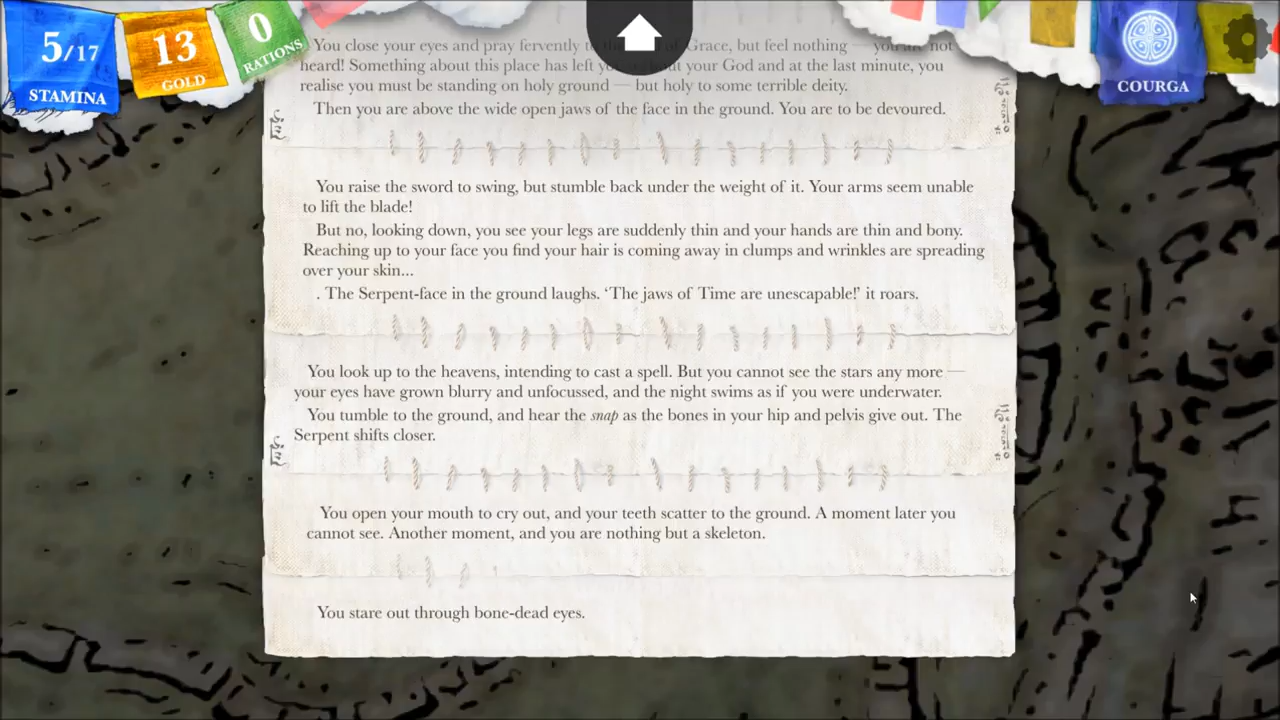 5/17
STAMINA
13
GOLD
0
RATIONS
COURGA
You close your eyes and pray fervently to Grace, but feel nothing — you are not
heard! Something about this place has left your God and at the last minute, you
realise you must be standing on holy ground — but holy to some terrible deity.
Then you are above the wide open jaws of the face in the ground. You are to be devoured.
You raise the sword to swing, but stumble back under the weight of it. Your arms seem unable
to lift the blade!
But no, looking down, you see your legs are suddenly thin and your hands are thin and bony.
Reaching up to your face you find your hair is coming away in clumps and wrinkles are spreading
over your skin...
. The Serpent-face in the ground laughs. ‘The jaws of Time are unescapable!’ it roars.
You look up to the heavens, intending to cast a spell. But you cannot see the stars any more —
your eyes have grown blurry and unfocussed, and the night swims as if you were underwater.
You tumble to the ground, and hear the snap as the bones in your hip and pelvis give out. The
Serpent shifts closer.
You open your mouth to cry out, and your teeth scatter to the ground. A moment later you
cannot see. Another moment, and you are nothing but a skeleton.
You stare out through bone-dead eyes.